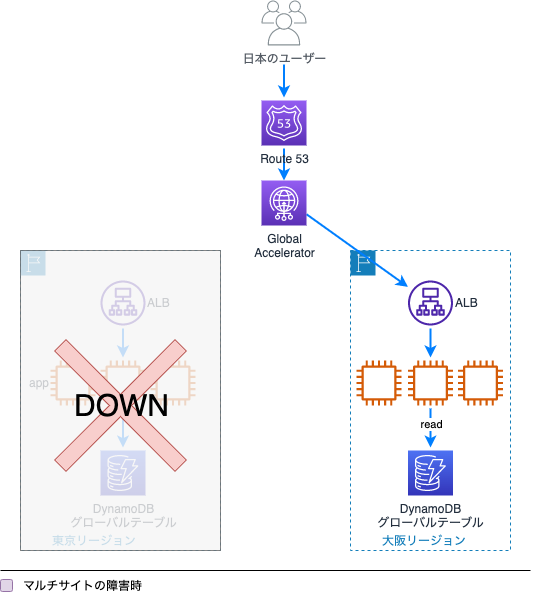 日本のユーザー
53
Route 53
Global
Accelerator
ALB
app
DOWN
DynamoDB
グローバルテーブル
東京リージョン
ALB
read
DynamoDB
グローバルテーブル
大阪リージョン
マルチサイトの障害時